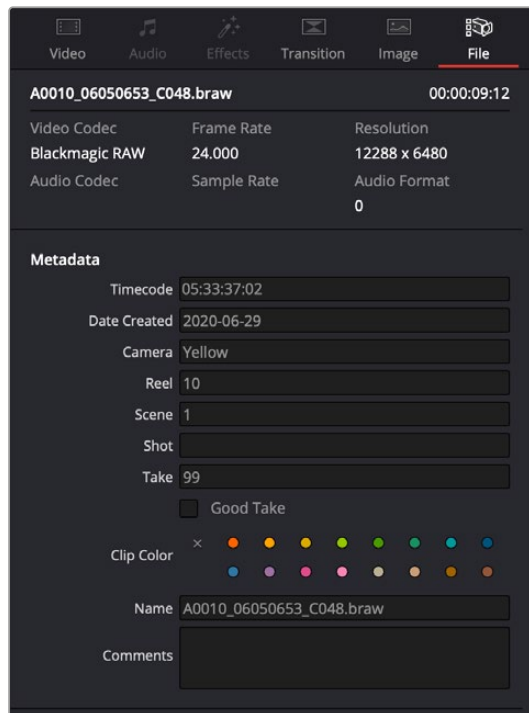 Video Audio Effects Transition Image File
A0010_06050653_C048.braw 00:00:09:12
Video Codec Frame Rate Resolution
Blackmagic RAW 24.000 12288 x 6480
Audio Codec Sample Rate Audio Format
0
Metadata
Timecode 05:33:37:02
Date Created 2020-06-29
Camera Yellow
Reel 10
Scene 1
Shot
Take 99
Good Take
Clip Color
Name A0010_06050653_C048.braw
Comments